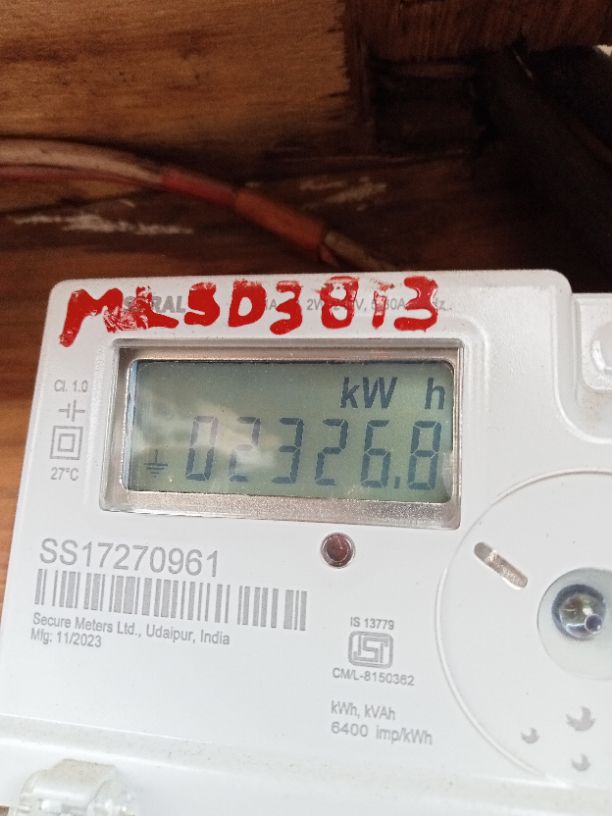 MLSD3813
Cl. 1.0
27°C
kW h
02326.8
SS17270961
Secure Meters Ltd., Udaipur, India
Mfg: 11/2023
IS 13779
CM/L-8150362
kWh, kVAh
6400 imp/kWh